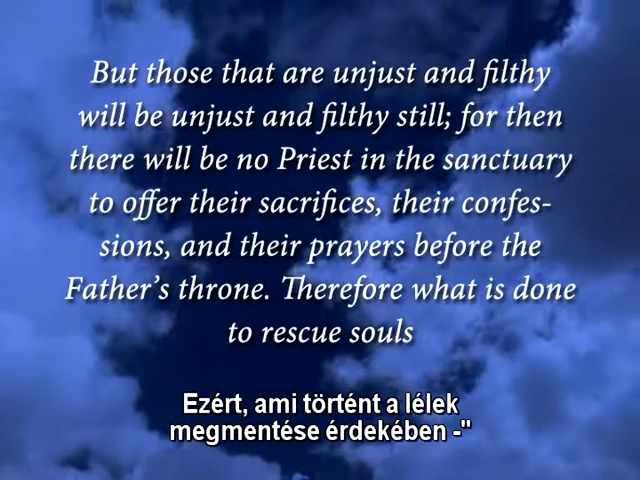 But those that are unjust and filthy
will be unjust and filthy still; for then
there will be no Priest in the sanctuary
to offer their sacrifices, their confes-
sions, and their prayers before the
Father's throne. Therefore what is done
to rescue souls
Ezért, ami történt a lélek
megmentése érdekében -"